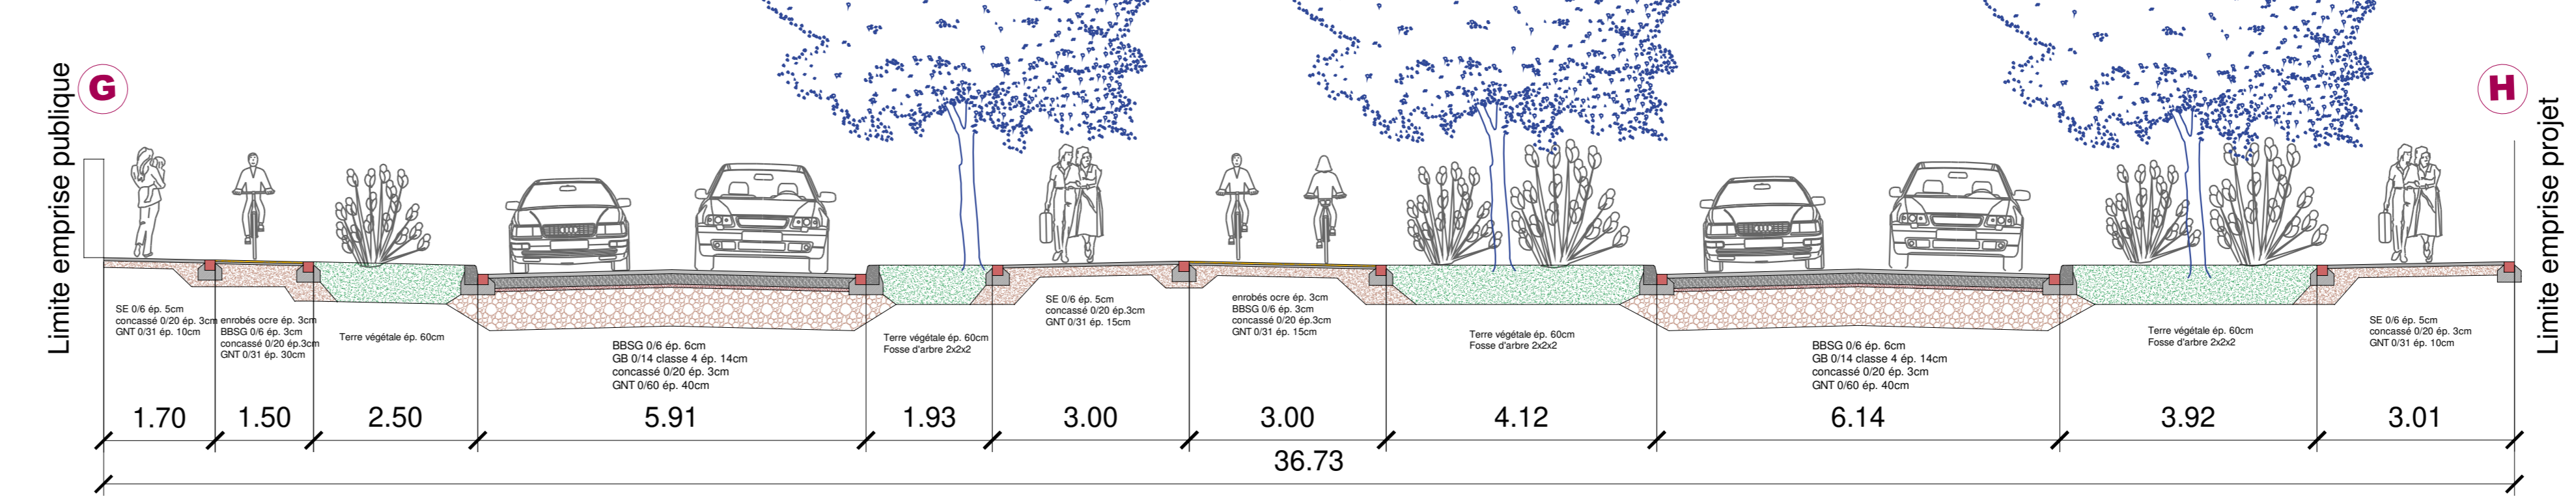 Limite emprise publique
G
H
Limite emprise projet
SE 0/6 ép. 5cm
concassé 0/20 ép. 3cm
GNT 0/31 ép. 10cm
enrobés ocre ép. 3cm
BBSG 0/6 ép. 3cm
concassé 0/20 ép.3cm
GNT 0/31 ép. 30cm
Terre végétale ép. 60cm
BBSG 0/6 ép. 6cm
GB 0/14 classe 4 ép. 14cm
concassé 0/20 ép. 3cm
GNT 0/60 ép. 40cm
Terre végétale ép. 60cm
Fosse d'arbre 2x2x2
SE 0/6 ép. 5cm
concassé 0/20 ép.3cm
GNT 0/31 ép. 15cm
enrobés ocre ép. 3cm
BBSG 0/6 ép. 3cm
concassé 0/20 ép.3cm
GNT 0/31 ép. 15cm
Terre végétale ép. 60cm
Fosse d'arbre 2x2x2
BBSG 0/6 ép. 6cm
GB 0/14 classe 4 ép. 14cm
concassé 0/20 ép. 3cm
GNT 0/60 ép. 40cm
Terre végétale ép. 60cm
Fosse d'arbre 2x2x2
SE 0/6 ép. 5cm
concassé 0/20 ép. 3cm
GNT 0/31 ép. 10cm
1.70 1.50 2.50 5.91 1.93 3.00 3.00 4.12 6.14 3.92 3.01
36.73